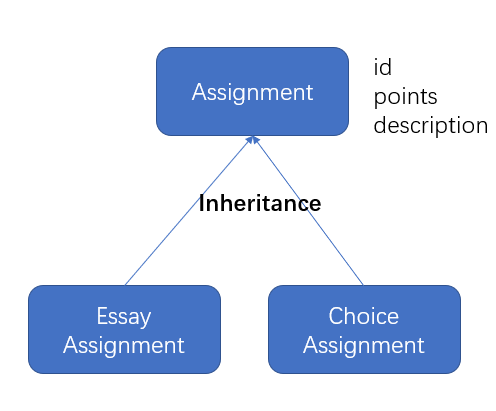 Assignment
id
points
description
Inheritance
Essay
Assignment
Choice
Assignment